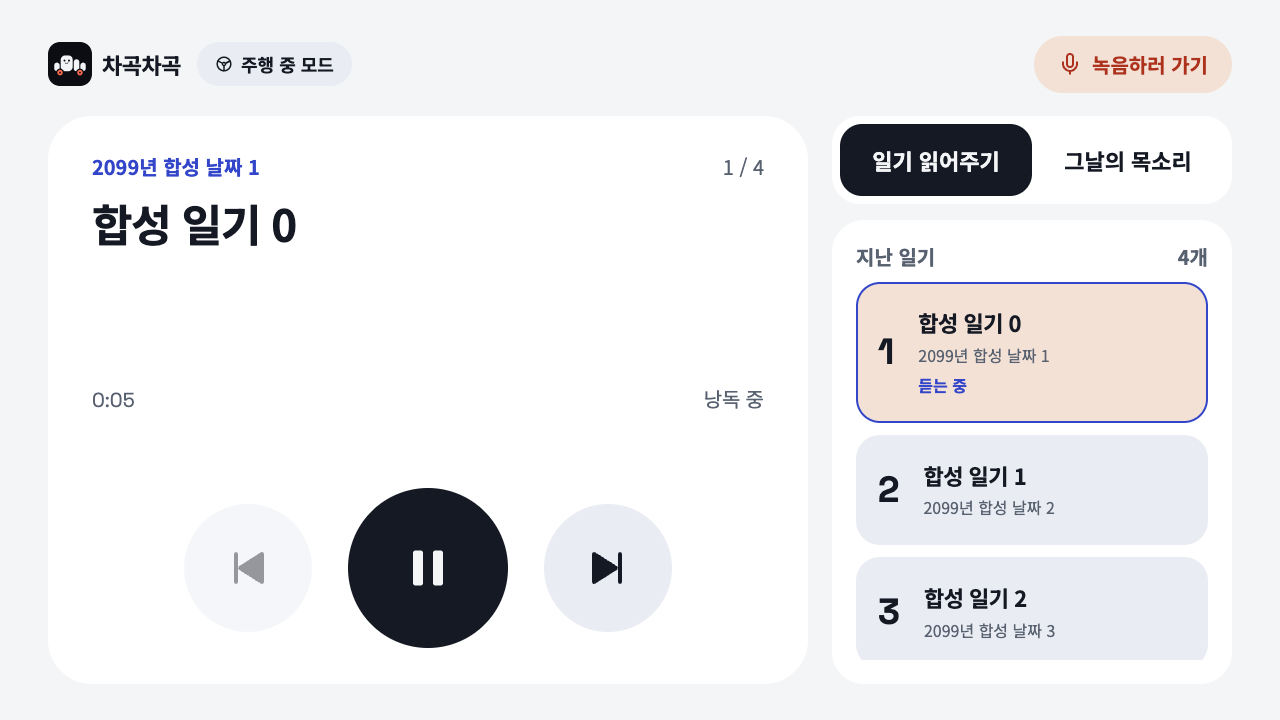 차곡차곡
주행 중 모드
녹음하러 가기
2099년 합성 날짜 1
1 / 4
합성 일기 0
0:05
낭독 중
일기 읽어주기
그날의 목소리
지난 일기
4개
1
합성 일기 0
2099년 합성 날짜 1
듣는 중
2
합성 일기 1
2099년 합성 날짜 2
3
합성 일기 2
2099년 합성 날짜 3